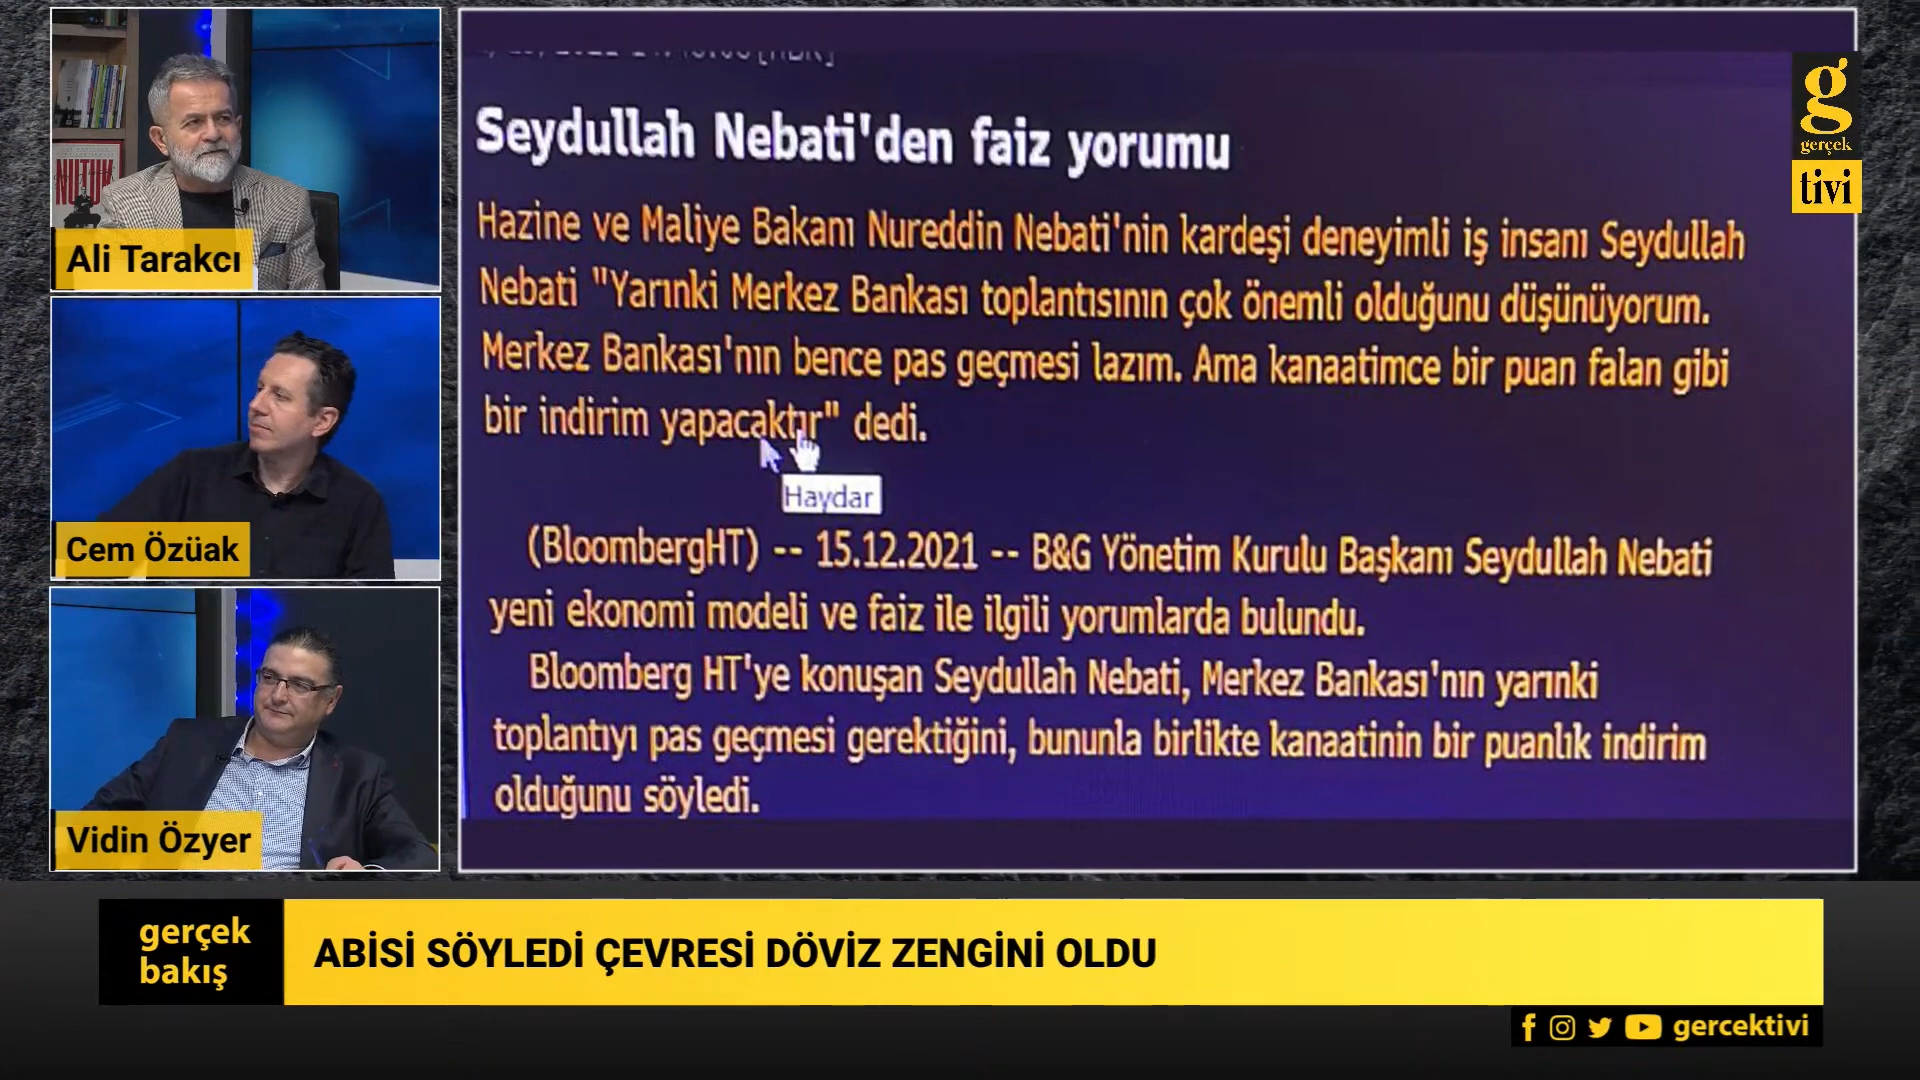 Ali Tarakcı
Cem Özüak
Vidin Özyer
Seydullah Nebati'den faiz yorumu
Hazine ve Maliye Bakanı Nureddin Nebati'nin kardeşi deneyimli iş insanı Seydullah
Nebati "Yarınki Merkez Bankası toplantısının çok önemli olduğunu düşünüyorum.
Merkez Bankası'nın bence pas geçmesi lazım. Ama kanaatimce bir puan falan gibi
bir indirim yapacaktır" dedi.
Haydar
(BloombergHT) -- 15.12.2021 -- B&G Yönetim Kurulu Başkanı Seydullah Nebati
yeni ekonomi modeli ve faiz ile ilgili yorumlarda bulundu.
Bloomberg HT'ye konuşan Seydullah Nebati, Merkez Bankası'nın yarınki
toplantıyı pas geçmesi gerektiğini, bununla birlikte kanaatinin bir puanlık indirim
olduğunu söyledi.
g
gerçek
tivi
gerçek
bakış
ABİSİ SÖYLEDİ ÇEVRESİ DÖVİZ ZENGİNİ OLDU
gercektivi